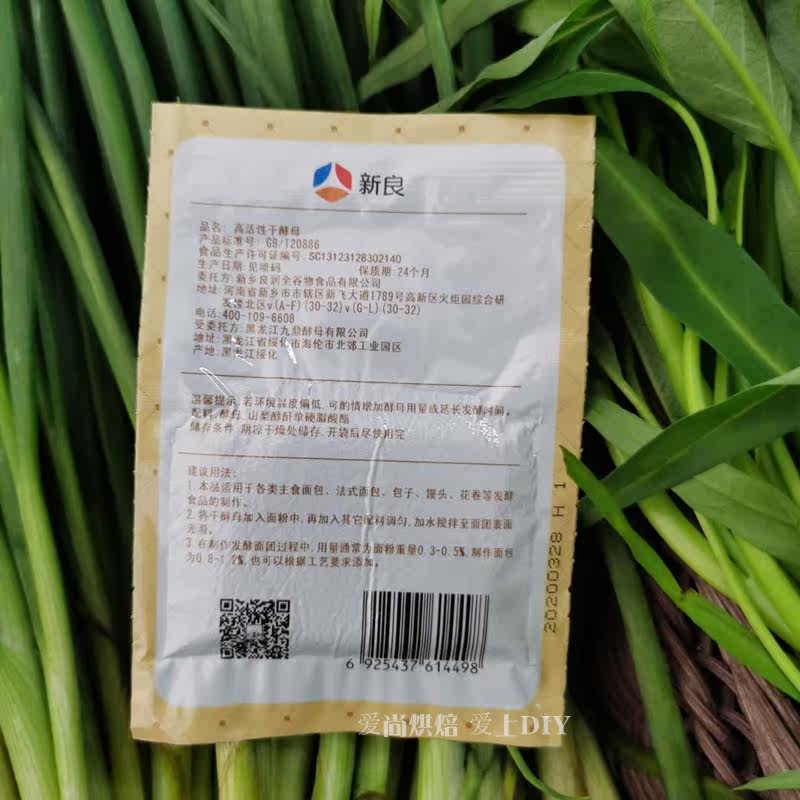 新良
品名: 高活性干酵母
产品标准号: GB/T20886
食品生产许可证编号: SC13123128302140
生产日期:见喷码 保质期:24个月
委托方:新乡良润全谷物食品有限公司
地址:河南省新乡市市辖区新飞大道1789号高新区火炬园综合研
发楼北区v(A-F)(30-32)v(G-L)(30-32)
电话:400-109-6608
受委托方:黑龙江九鼎酵母有限公司
地址:黑龙江省绥化市海伦市北郊工业园区
产地:黑龙江绥化
温馨提示:若环境温度偏低,可酌情增加酵母用量或延长发酵时间。
配料:酵母,山梨醇酐单硬脂酸酯
储存条件:阴凉干燥处储存,开袋后尽快用完
建议用法:
1.本品适用于各类主食面包、法式面包、包子、馒头、花卷等发酵
食品的制作。
2.将干酵母加入面粉中,再加入其它配料调匀,加水搅拌至面团表面
光滑。
3.在制作发酵面团过程中,用量通常为面粉重量0.3-0.5%,制作面包
为0.8-1.2%,也可以根据工艺要求添加。
6 925437 614498
20200328 H 1
爱尚烘焙 爱上DIY